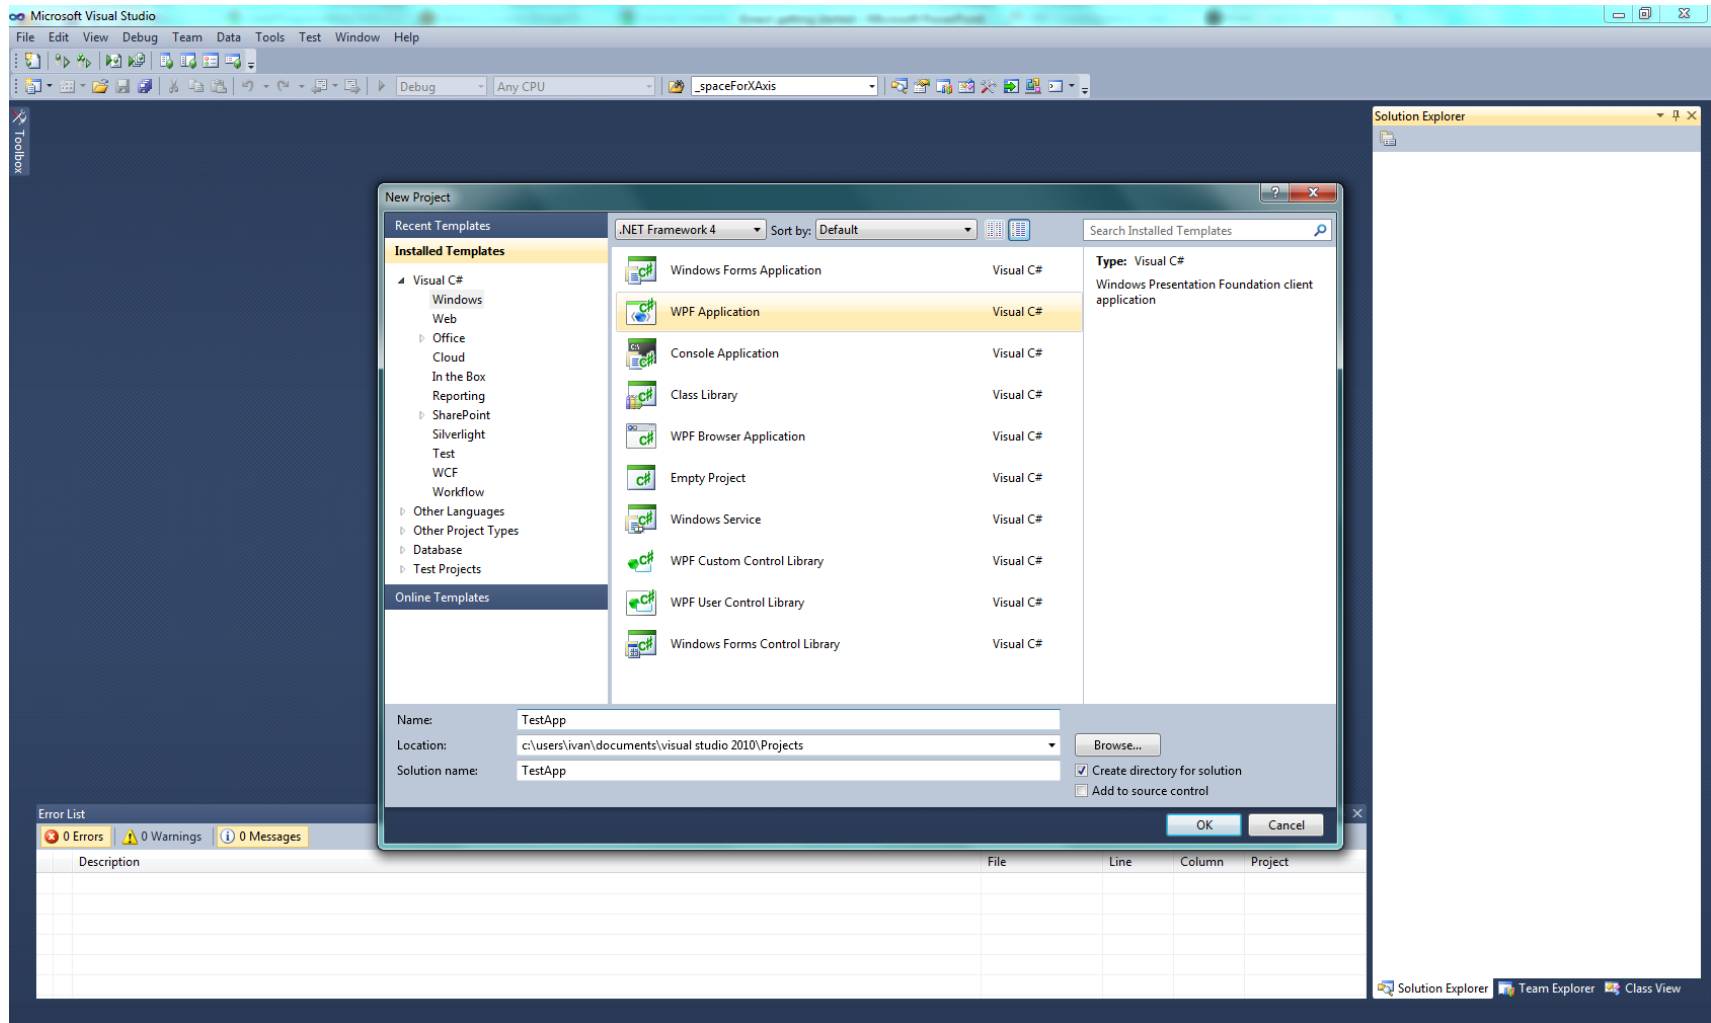 Microsoft Visual Studio
File Edit View Debug Team Data Tools Test Window Help
Debug Any CPU _spaceForXAxis
Toolbox
Solution Explorer
New Project
Recent Templates
Installed Templates
Visual C#
Windows
Web
Office
Cloud
In the Box
Reporting
SharePoint
Silverlight
Test
WCF
Workflow
Other Languages
Other Project Types
Database
Test Projects
Online Templates
.NET Framework 4 Sort by: Default
Search Installed Templates
Windows Forms Application Visual C#
WPF Application Visual C#
Console Application Visual C#
Class Library Visual C#
WPF Browser Application Visual C#
Empty Project Visual C#
Windows Service Visual C#
WPF Custom Control Library Visual C#
WPF User Control Library Visual C#
Windows Forms Control Library Visual C#
Type: Visual C#
Windows Presentation Foundation client
application
Name: TestApp
Location: c:\users\ivan\documents\visual studio 2010\Projects Browse...
Solution name: TestApp
Create directory for solution
Add to source control
OK Cancel
Error List
0 Errors 0 Warnings 0 Messages
Description File Line Column Project
Solution Explorer Team Explorer Class View